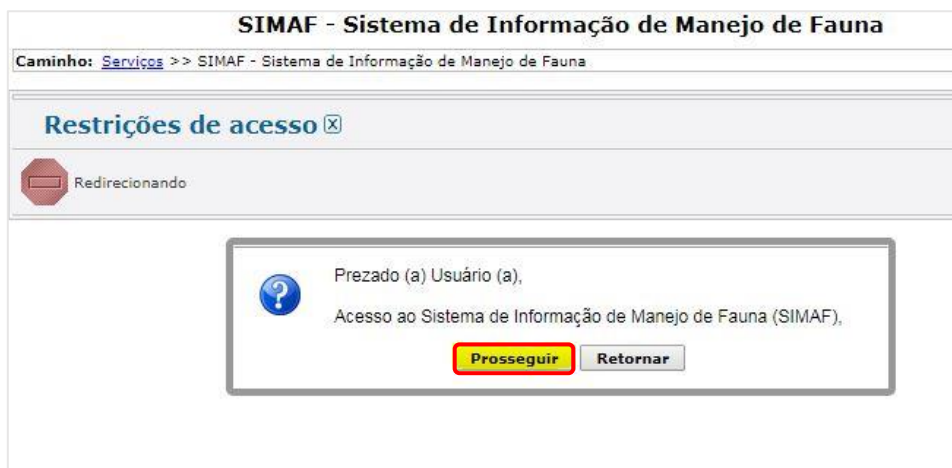 SIMAF - Sistema de Informação de Manejo de Fauna
Caminho: Serviços >> SIMAF - Sistema de Informação de Manejo de Fauna
Restrições de acesso
Redirecionando
Prezado (a) Usuário (a),
Acesso ao Sistema de Informação de Manejo de Fauna (SIMAF),
Prosseguir Retornar